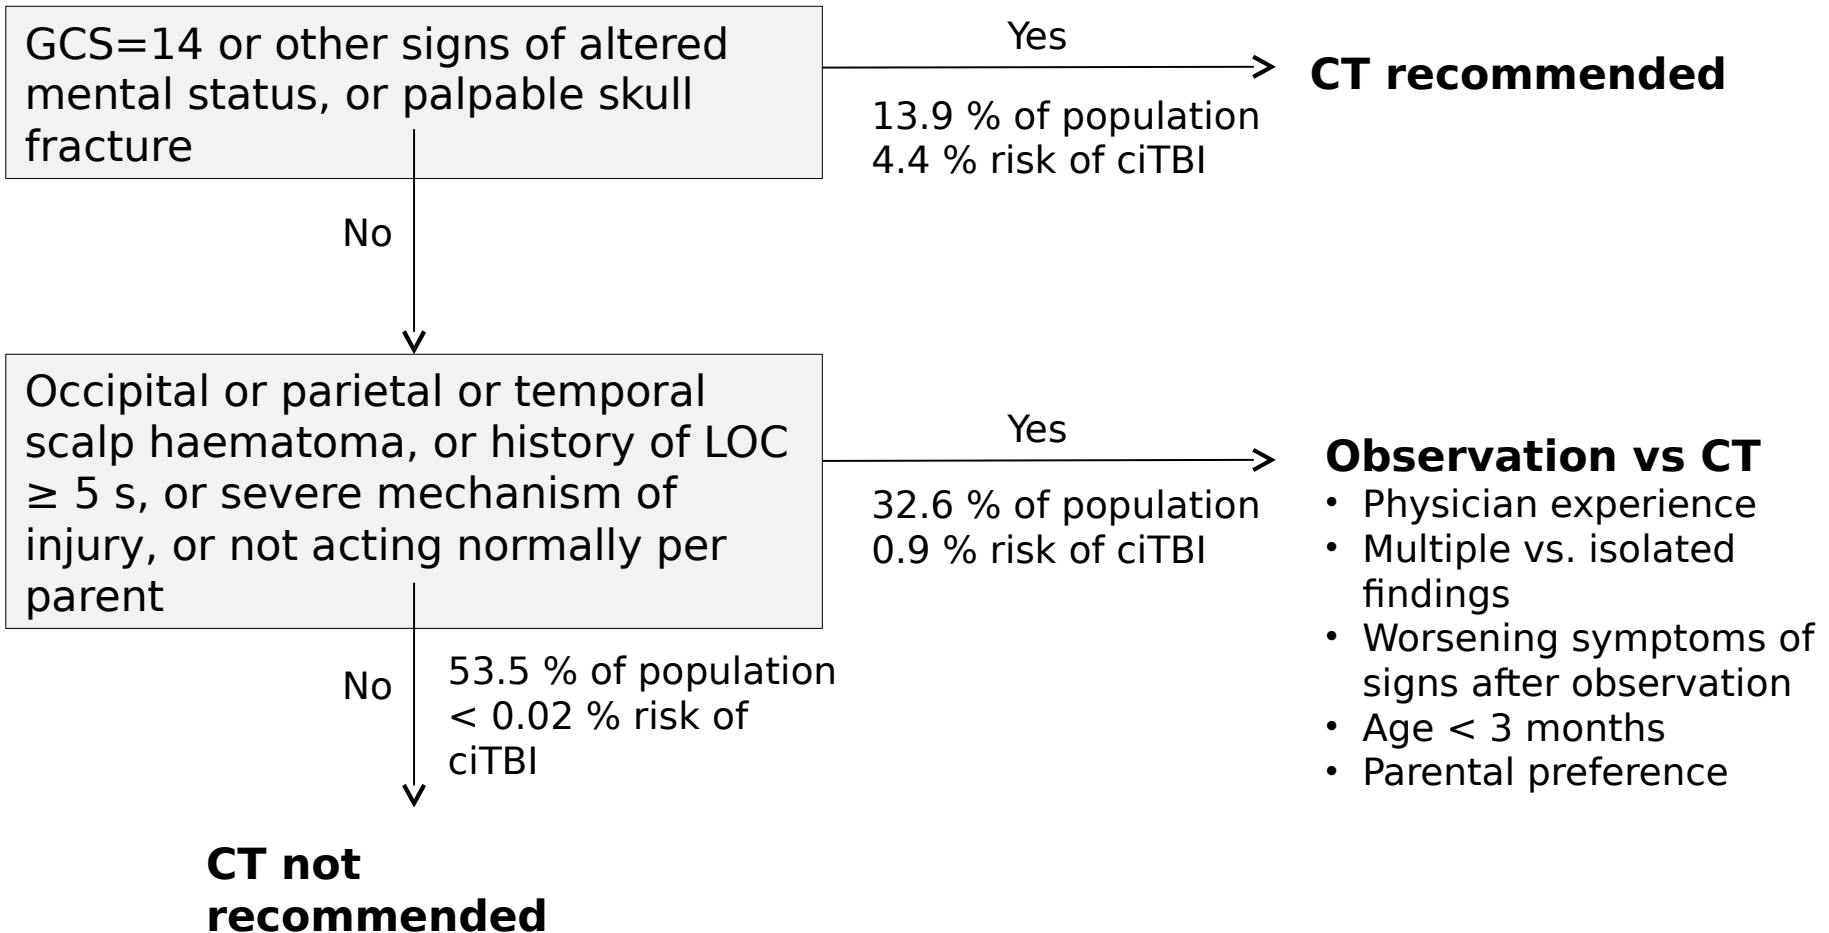 GCS=14 or other signs of altered
mental status, or palpable skull
fracture
Yes
13.9 % of population
4.4 % risk of ciTBI
CT recommended
No
Occipital or parietal or temporal
scalp haematoma, or history of LOC
≥ 5 s, or severe mechanism of
injury, or not acting normally per
parent
Yes
32.6 % of population
0.9 % risk of ciTBI
Observation vs CT
• Physician experience
• Multiple vs. isolated
findings
• Worsening symptoms of
signs after observation
• Age < 3 months
• Parental preference
No
53.5 % of population
< 0.02 % risk of
ciTBI
CT not
recommended